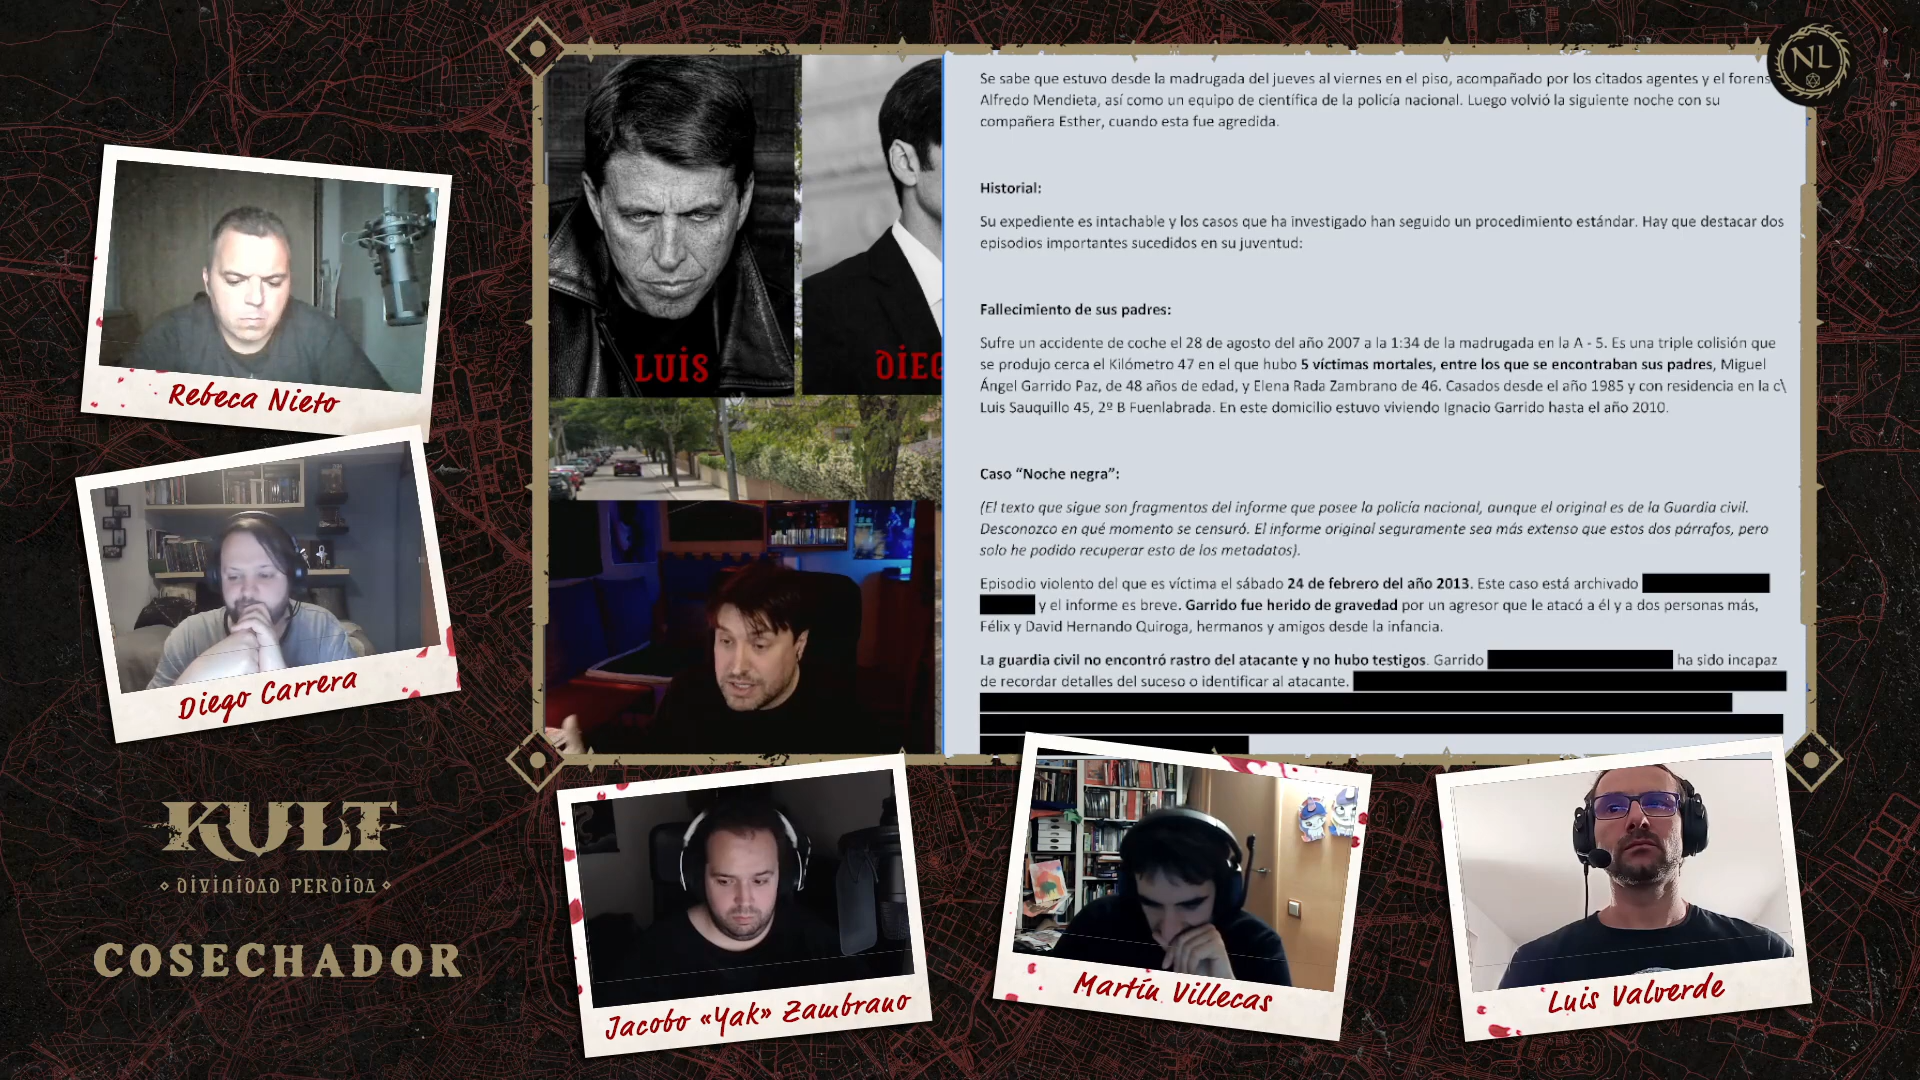 NL
Se sabe que estuvo desde la madrugada del jueves al viernes en el piso, acompañado por los citados agentes y el forens
Alfredo Mendieta, así como un equipo de científica de la policía nacional. Luego volvió la siguiente noche con su
compañera Esther, cuando esta fue agredida.
Historial:
Su expediente es intachable y los casos que ha investigado han seguido un procedimiento estándar. Hay que destacar dos
episodios importantes sucedidos en su juventud:
Fallecimiento de sus padres:
Sufre un accidente de coche el 28 de agosto del año 2007 a la 1:34 de la madrugada en la A - 5. Es una triple colisión que
se produjo cerca el Kilómetro 47 en el que hubo 5 víctimas mortales, entre los que se encontraban sus padres, Miguel
Ángel Garrido Paz, de 48 años de edad, y Elena Rada Zambrano de 46. Casados desde el año 1985 y con residencia en la c\
Luis Sauquillo 45, 2º B Fuenlabrada. En este domicilio estuvo viviendo Ignacio Garrido hasta el año 2010.
Caso “Noche negra”:
(El texto que sigue son fragmentos del informe que posee la policía nacional, aunque el original es de la Guardia civil.
Desconozco en qué momento se censuró. El informe original seguramente sea más extenso que estos dos párrafos, pero
solo he podido recuperar esto de los metadatos).
Episodio violento del que es víctima el sábado 24 de febrero del año 2013. Este caso está archivado
y el informe es breve. Garrido fue herido de gravedad por un agresor que le atacó a él y a dos personas más,
Félix y David Hernando Quiroga, hermanos y amigos desde la infancia.
La guardia civil no encontró rastro del atacante y no hubo testigos. Garrido ha sido incapaz
de recordar detalles del suceso o identificar al atacante.
LUIS
DIEG
Rebeca Nieto
Diego Carrera
Jacobo «Yak» Zambrano
Martín Villecas
Luis Valverde
KULT
DIVINIDAD PERDIDA
COSECHADOR